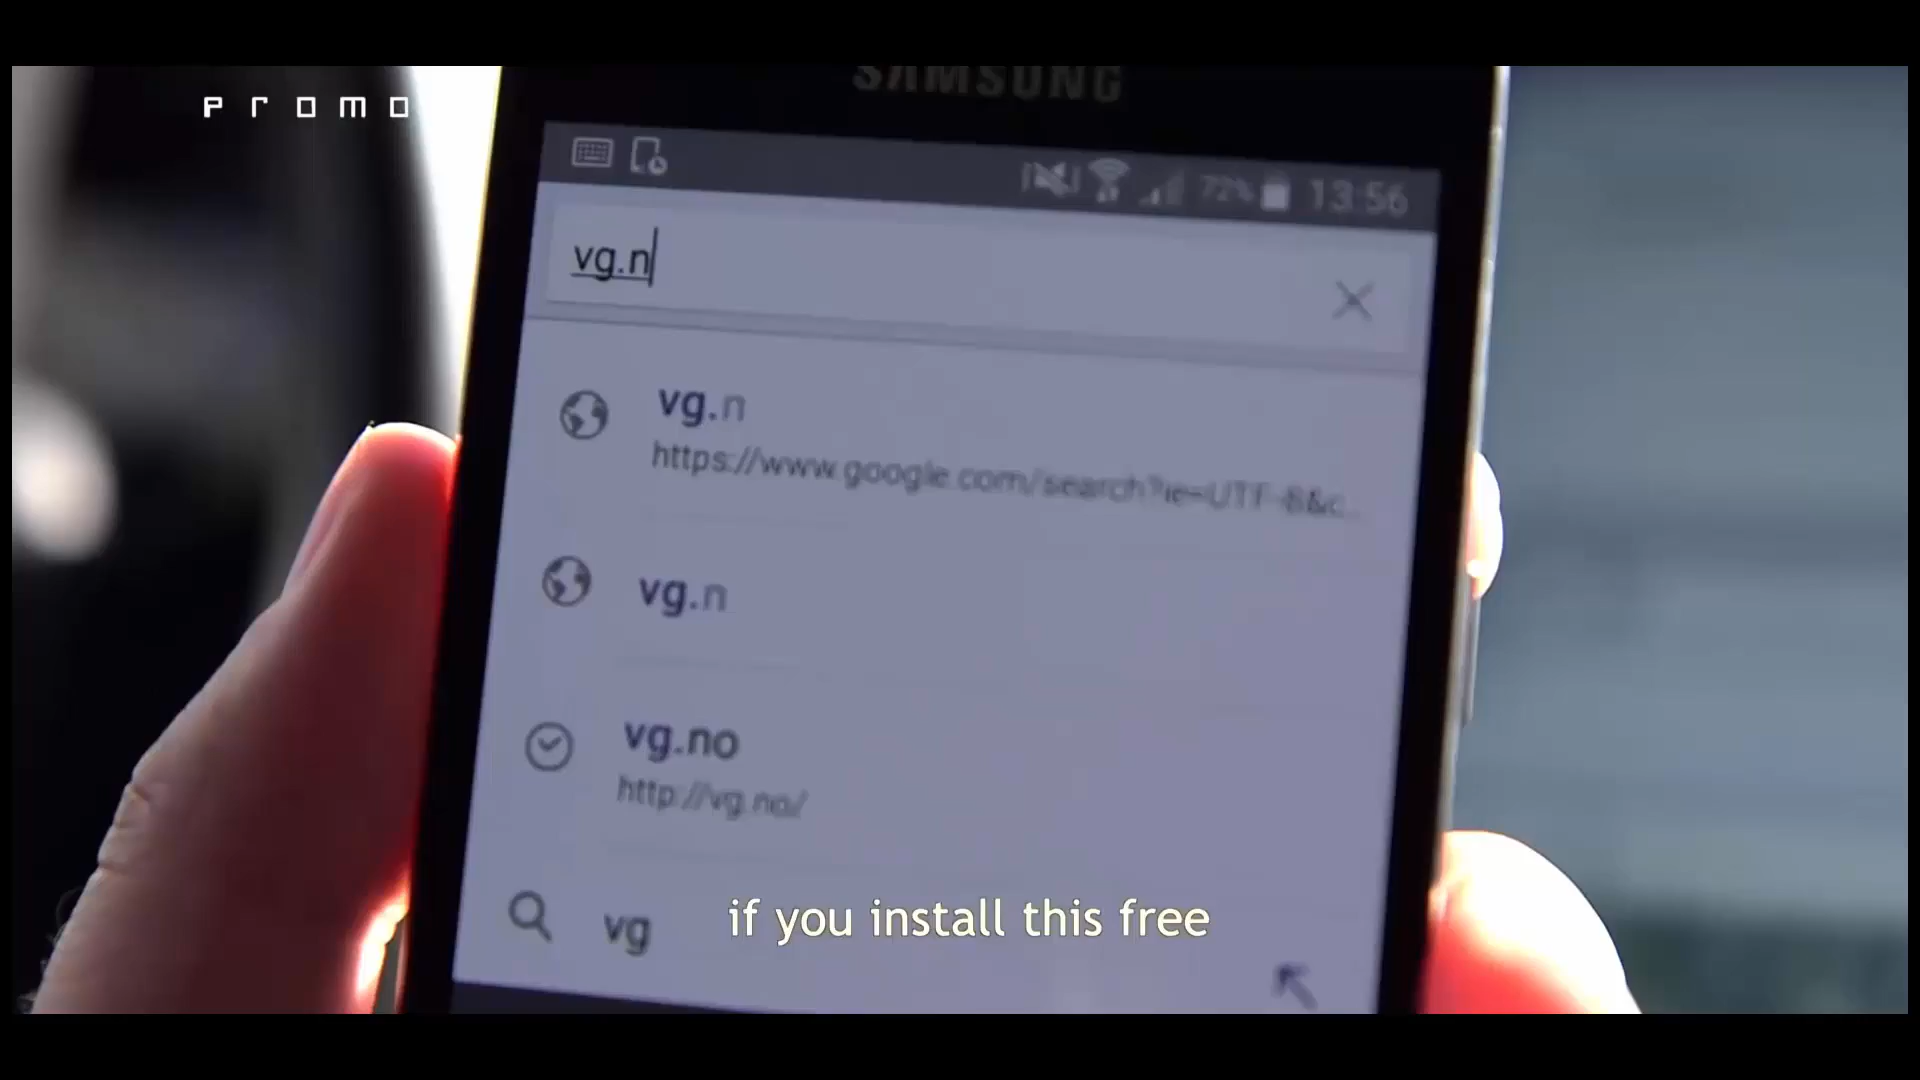 PROMO
SAMSUNG
72% 13:56
vg.n
vg.n
https://www.google.com/search?ie=UTF-8&c...
vg.n
vg.no
http://vg.no/
vg
if you install this free